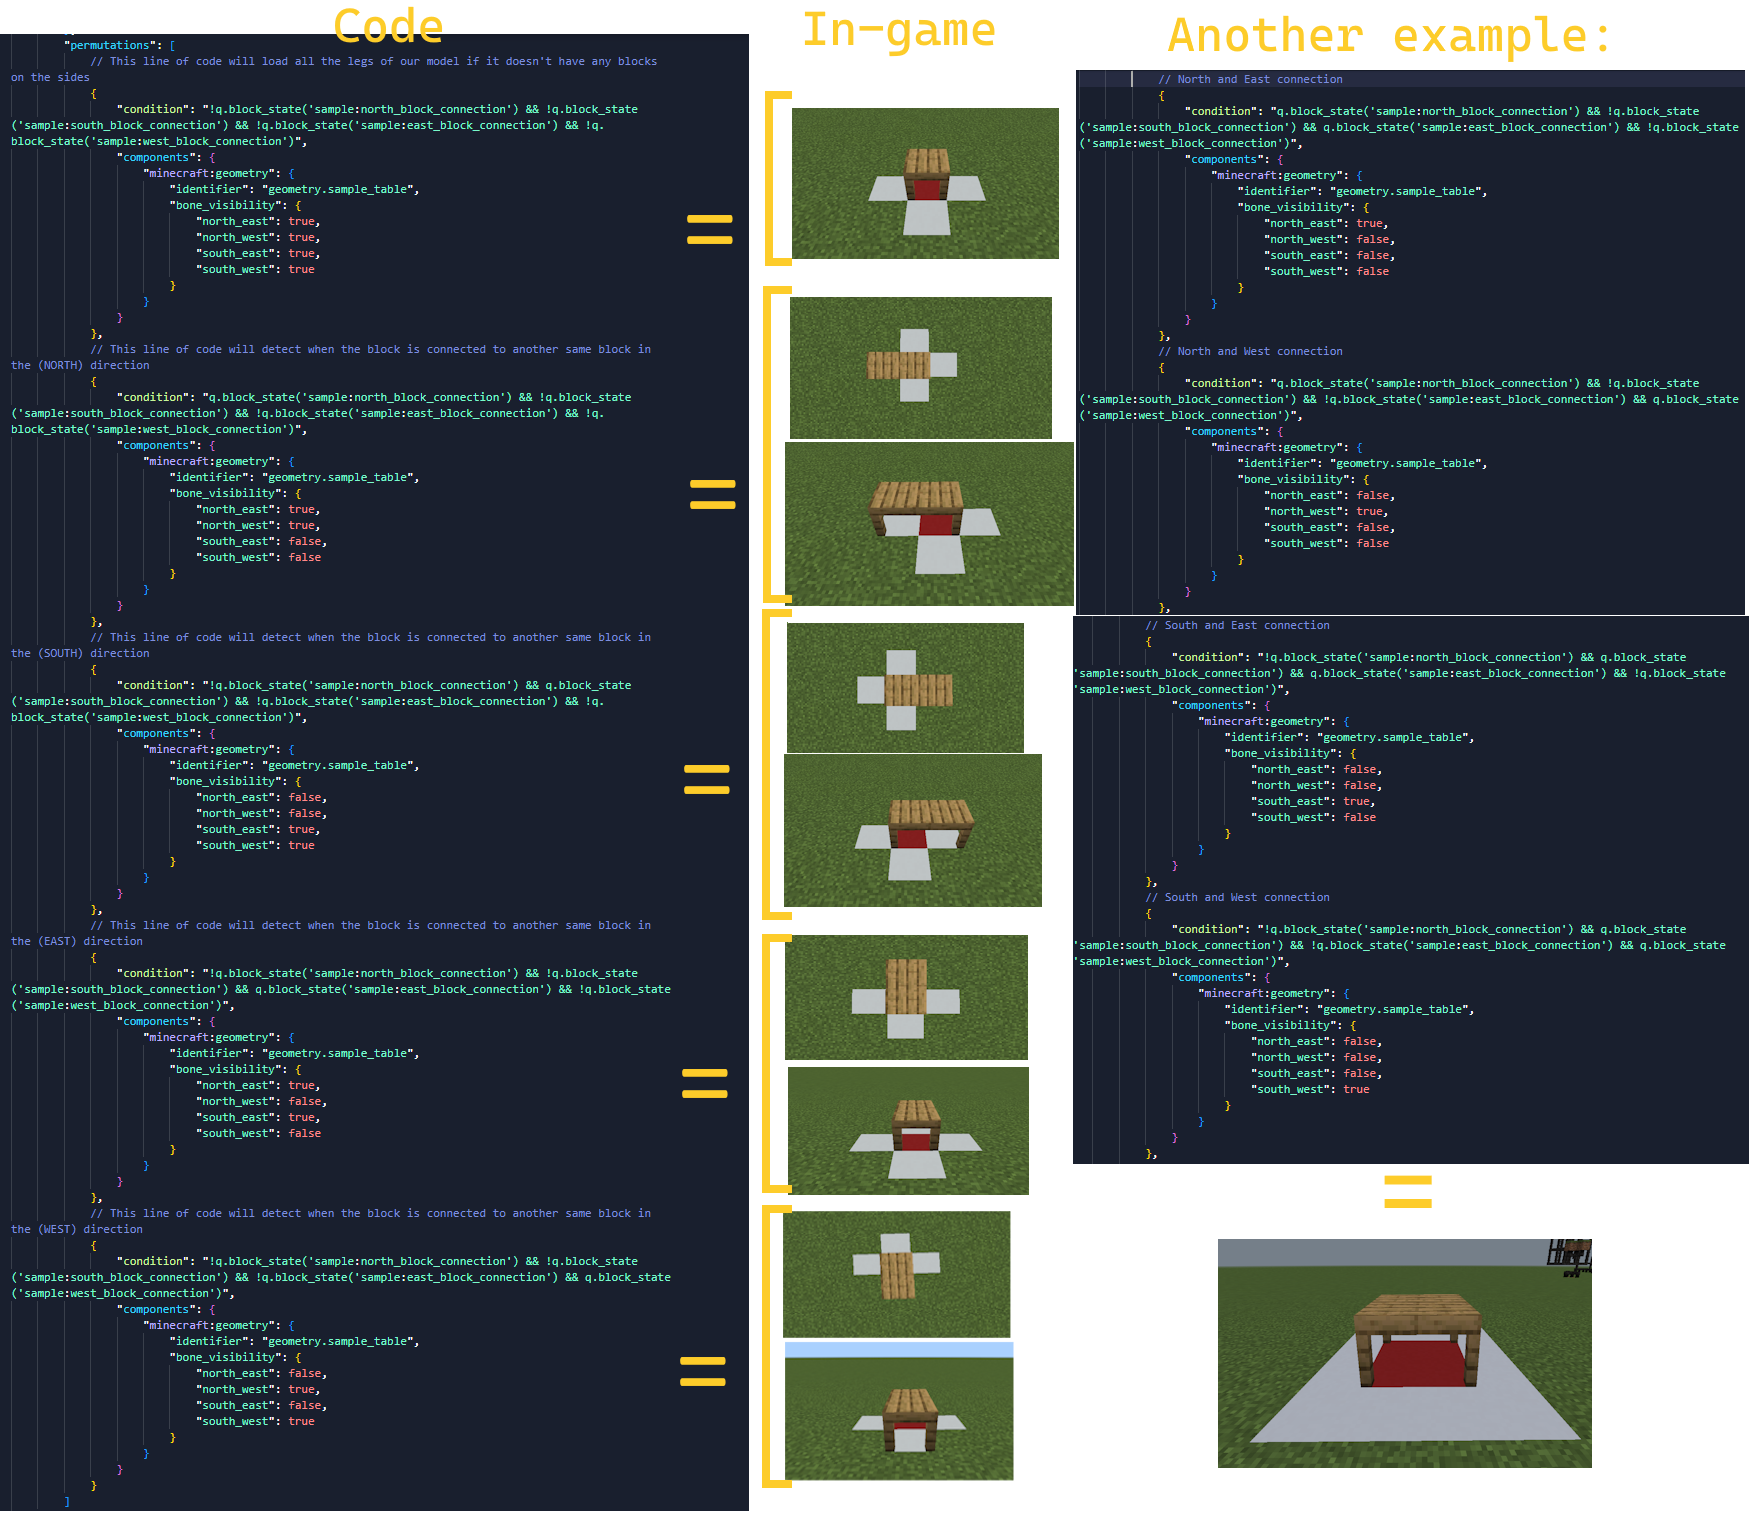 Code
"permutations": [
// This line of code will load all the legs of our model if it doesn't have any blocks
on the sides
{
"condition": "!q.block_state('sample:north_block_connection') && !q.block_state
('sample:south_block_connection') && !q.block_state('sample:east_block_connection') && !q.
block_state('sample:west_block_connection')",
"components": {
"minecraft:geometry": {
"identifier": "geometry.sample_table",
"bone_visibility": {
"north_east": true,
"north_west": true,
"south_east": true,
"south_west": true
}
}
}
},
// This line of code will detect when the block is connected to another same block in
the (NORTH) direction
{
"condition": "q.block_state('sample:north_block_connection') && !q.block_state
('sample:south_block_connection') && !q.block_state('sample:east_block_connection') && !q.
block_state('sample:west_block_connection')",
"components": {
"minecraft:geometry": {
"identifier": "geometry.sample_table",
"bone_visibility": {
"north_east": true,
"north_west": true,
"south_east": false,
"south_west": false
}
}
}
},
// This line of code will detect when the block is connected to another same block in
the (SOUTH) direction
{
"condition": "!q.block_state('sample:north_block_connection') && q.block_state
('sample:south_block_connection') && !q.block_state('sample:east_block_connection') && !q.
block_state('sample:west_block_connection')",
"components": {
"minecraft:geometry": {
"identifier": "geometry.sample_table",
"bone_visibility": {
"north_east": false,
"north_west": false,
"south_east": true,
"south_west": true
}
}
}
},
// This line of code will detect when the block is connected to another same block in
the (EAST) direction
{
"condition": "!q.block_state('sample:north_block_connection') && !q.block_state
('sample:south_block_connection') && q.block_state('sample:east_block_connection') && !q.block_state
('sample:west_block_connection')",
"components": {
"minecraft:geometry": {
"identifier": "geometry.sample_table",
"bone_visibility": {
"north_east": true,
"north_west": false,
"south_east": true,
"south_west": false
}
}
}
},
// This line of code will detect when the block is connected to another same block in
the (WEST) direction
{
"condition": "!q.block_state('sample:north_block_connection') && !q.block_state
('sample:south_block_connection') && !q.block_state('sample:east_block_connection') && q.block_state
('sample:west_block_connection')",
"components": {
"minecraft:geometry": {
"identifier": "geometry.sample_table",
"bone_visibility": {
"north_east": false,
"north_west": true,
"south_east": false,
"south_west": true
}
}
}
}
]
=
=
=
=
=
In-game
Another example:
// North and East connection
{
"condition": "q.block_state('sample:north_block_connection') && !q.block_state
('sample:south_block_connection') && q.block_state('sample:east_block_connection') && !q.block_state
('sample:west_block_connection')",
"components": {
"minecraft:geometry": {
"identifier": "geometry.sample_table",
"bone_visibility": {
"north_east": true,
"north_west": false,
"south_east": false,
"south_west": false
}
}
}
},
// North and West connection
{
"condition": "q.block_state('sample:north_block_connection') && !q.block_state
('sample:south_block_connection') && !q.block_state('sample:east_block_connection') && q.block_state
('sample:west_block_connection')",
"components": {
"minecraft:geometry": {
"identifier": "geometry.sample_table",
"bone_visibility": {
"north_east": false,
"north_west": true,
"south_east": false,
"south_west": false
}
}
}
},
// South and East connection
{
"condition": "!q.block_state('sample:north_block_connection') && q.block_state
'sample:south_block_connection') && q.block_state('sample:east_block_connection') && !q.block_state
'sample:west_block_connection')",
"components": {
"minecraft:geometry": {
"identifier": "geometry.sample_table",
"bone_visibility": {
"north_east": false,
"north_west": false,
"south_east": true,
"south_west": false
}
}
}
},
// South and West connection
{
"condition": "!q.block_state('sample:north_block_connection') && q.block_state
'sample:south_block_connection') && !q.block_state('sample:east_block_connection') && q.block_state
'sample:west_block_connection')",
"components": {
"minecraft:geometry": {
"identifier": "geometry.sample_table",
"bone_visibility": {
"north_east": false,
"north_west": false,
"south_east": false,
"south_west": true
}
}
}
},
=